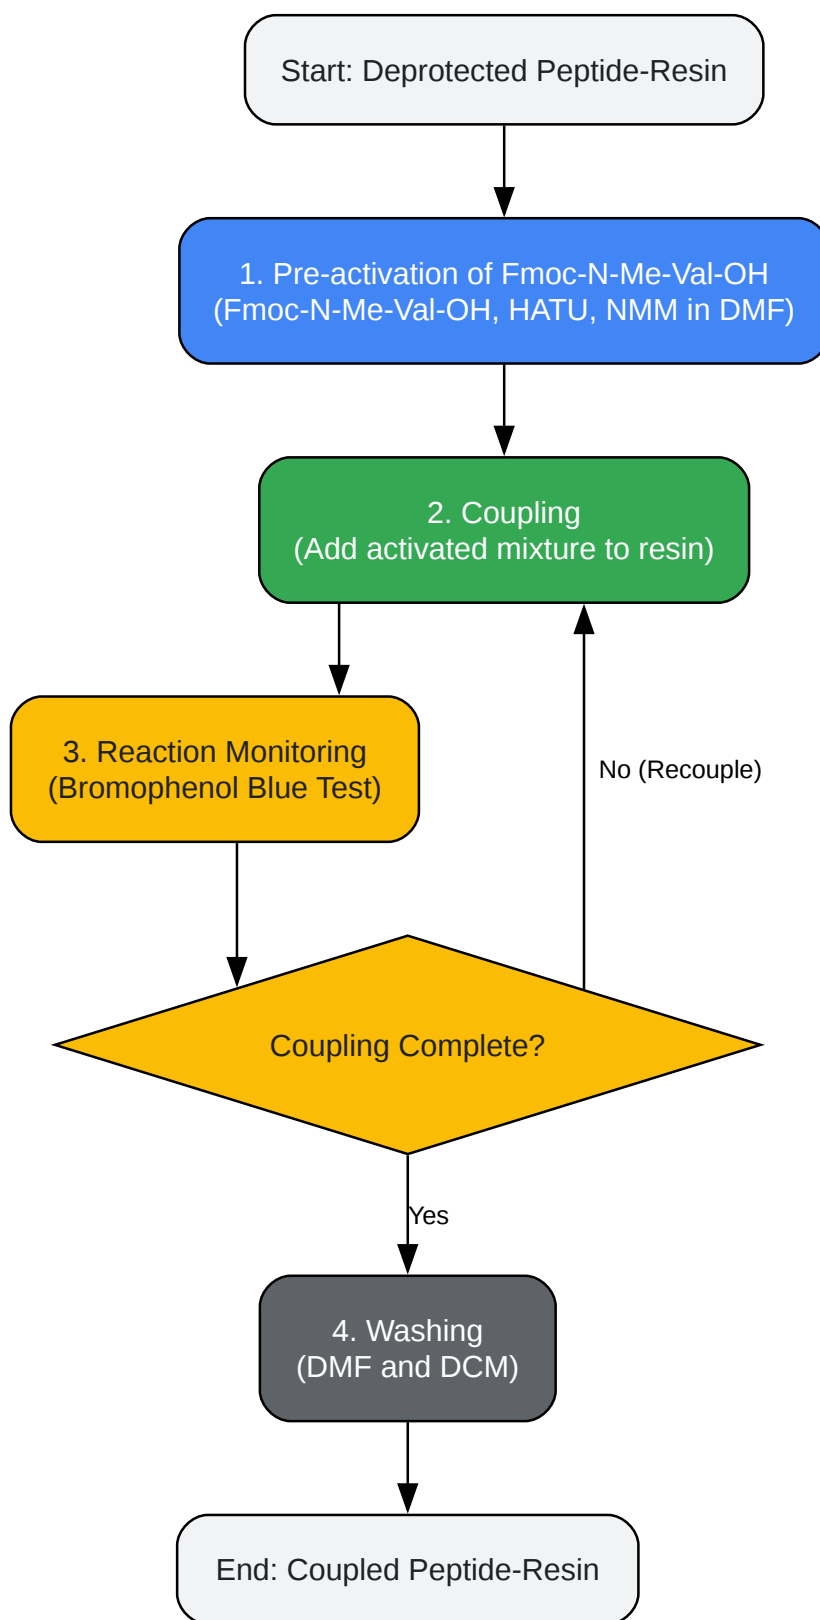 Start: Deprotected Peptide-Resin
1. Pre-activation of Fmoc-N-Me-Val-OH
(Fmoc-N-Me-Val-OH, HATU, NMM in DMF)
2. Coupling
(Add activated mixture to resin)
3. Reaction Monitoring
(Bromophenol Blue Test)
No (Recouple)
Coupling Complete?
Yes
4. Washing
(DMF and DCM)
End: Coupled Peptide-Resin